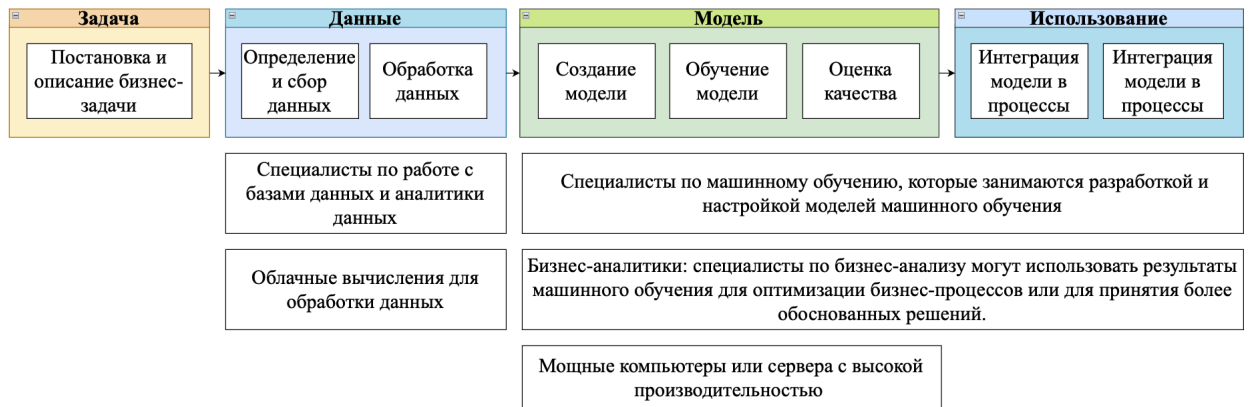 Задача
Постановка и
описание бизнес-
задачи
Данные
Определение
и сбор
данных
Обработка
данных
Модель
Создание
модели
Обучение
модели
Оценка
качества
Использование
Интеграция
модели в
процессы
Интеграция
модели в
процессы
Специалисты по работе с
базами данных и аналитики
данных
Специалисты по машинному обучению, которые занимаются разработкой и
настройкой моделей машинного обучения
Облачные вычисления для
обработки данных
Бизнес-аналитики: специалисты по бизнес-анализу могут использовать результаты
машинного обучения для оптимизации бизнес-процессов или для принятия более
обоснованных решений.
Мощные компьютеры или сервера с высокой
производительностью